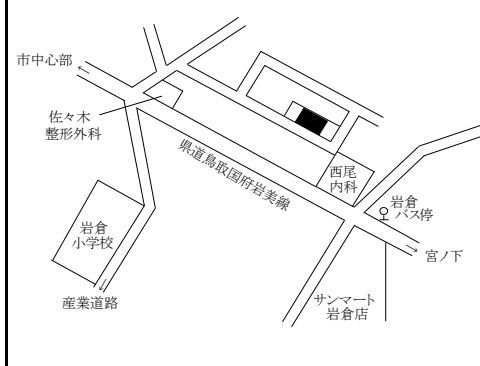 市中心部
佐々木
整形外科
県道鳥取国府岩美線
西尾
内科
岩倉
バス停
岩倉
小学校
宮ノ下
産業道路
サンマート
岩倉店